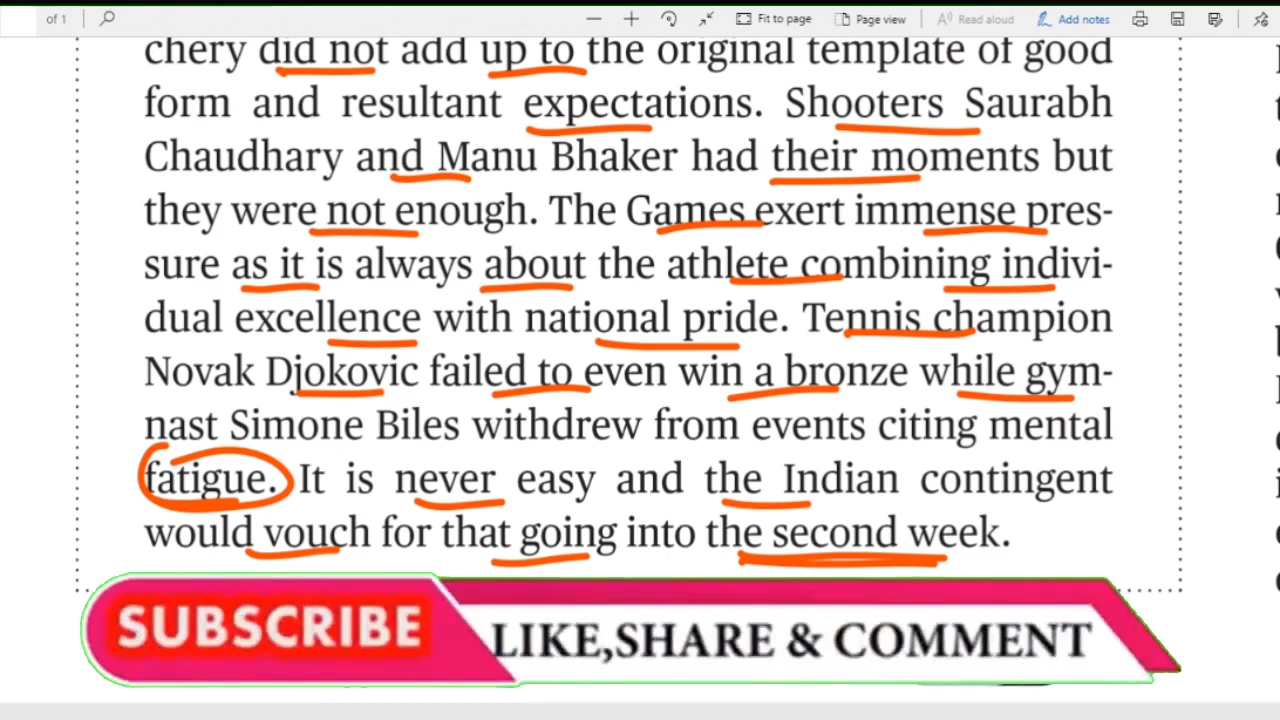 of 1 Fit to page Page view Read aloud Add notes
chery did not add up to the original template of good
form and resultant expectations. Shooters Saurabh
Chaudhary and Manu Bhaker had their moments but
they were not enough. The Games exert immense pres-
sure as it is always about the athlete combining indivi-
dual excellence with national pride. Tennis champion
Novak Djokovic failed to even win a bronze while gym-
nast Simone Biles withdrew from events citing mental
fatigue. It is never easy and the Indian contingent
would vouch for that going into the second week.
SUBSCRIBE LIKE,SHARE & COMMENT